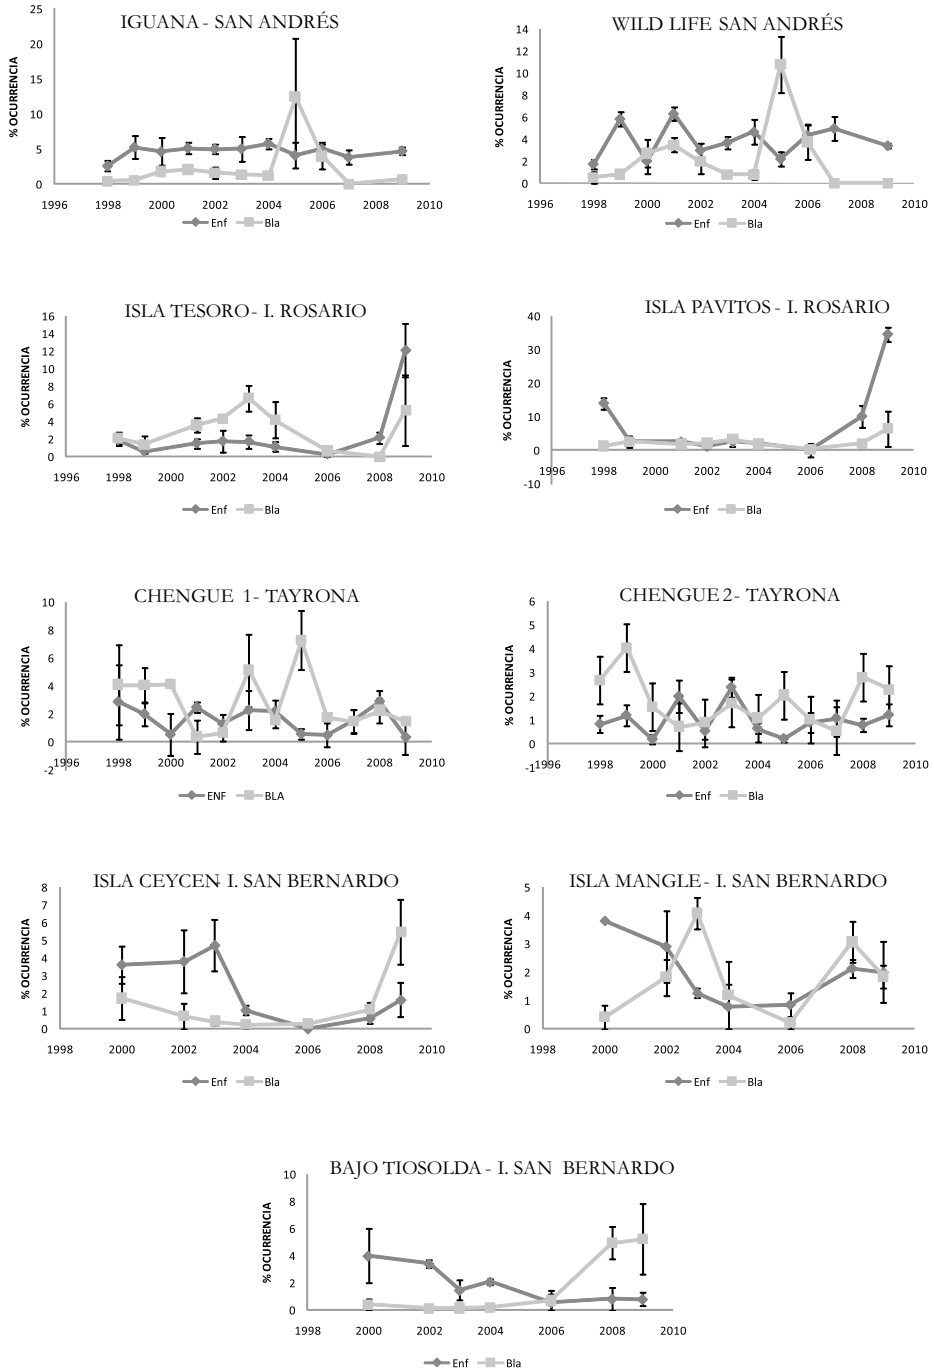 IGUANA - SAN ANDRÉS
25
20
15
10
5
0
% OCURRENCIA
1996 1998 2000 2002 2004 2006 2008 2010
Enf Bla
WILD LIFE SAN ANDRÉS
14
12
10
8
6
4
2
0
% OCURRENCIA
1996 1998 2000 2002 2004 2006 2008 2010
Enf Bla
ISLA TESORO - I. ROSARIO
16
14
12
10
8
6
4
2
0
% OCURRENCIA
1996 1998 2000 2002 2004 2006 2008 2010
Enf Bla
ISLA PAVITOS - I. ROSARIO
40
30
20
10
0
-10
% OCURRENCIA
1996 1998 2000 2002 2004 2006 2008 2010
Enf Bla
CHENGUE 1- TAYRONA
10
8
6
4
2
0
-2
% OCURRENCIA
1996 1998 2000 2002 2004 2006 2008 2010
ENF BLA
CHENGUE 2- TAYRONA
6
5
4
3
2
1
0
-1
% OCURRENCIA
1996 1998 2000 2002 2004 2006 2008 2010
Enf Bla
ISLA CEYCEN- I. SAN BERNARDO
8
7
6
5
4
3
2
1
0
% OCURRENCIA
1998 2000 2002 2004 2006 2008 2010
Enf Bla
ISLA MANGLE - I. SAN BERNARDO
5
4
3
2
1
0
% OCURRENCIA
1998 2000 2002 2004 2006 2008 2010
Enf Bla
BAJO TIOSOLDA - I. SAN BERNARDO
10
8
6
4
2
0
% OCURRENCIA
1998 2000 2002 2004 2006 2008 2010
Enf Bla